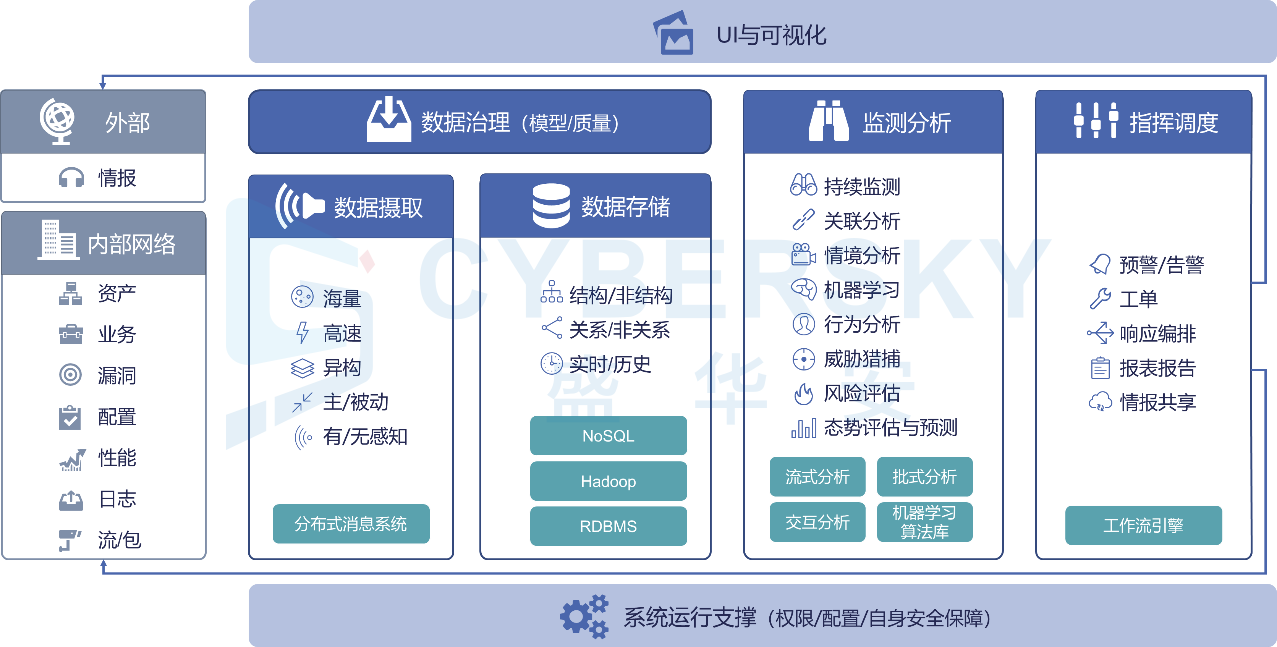 UI与可视化
外部
情报
内部网络
资产
业务
漏洞
配置
性能
日志
流/包
数据治理（模型/质量）
数据摄取
海量
高速
异构
主/被动
有/无感知
分布式消息系统
数据存储
结构/非结构
关系/非关系
实时/历史
NoSQL
Hadoop
RDBMS
监测分析
持续监测
关联分析
情境分析
机器学习
行为分析
威胁猎捕
风险评估
态势评估与预测
流式分析
批式分析
交互分析
机器学习
算法库
指挥调度
预警/告警
工单
响应编排
报表报告
情报共享
工作流引擎
系统运行支撑（权限/配置/自身安全保障）
CYBERSKY
盛华安